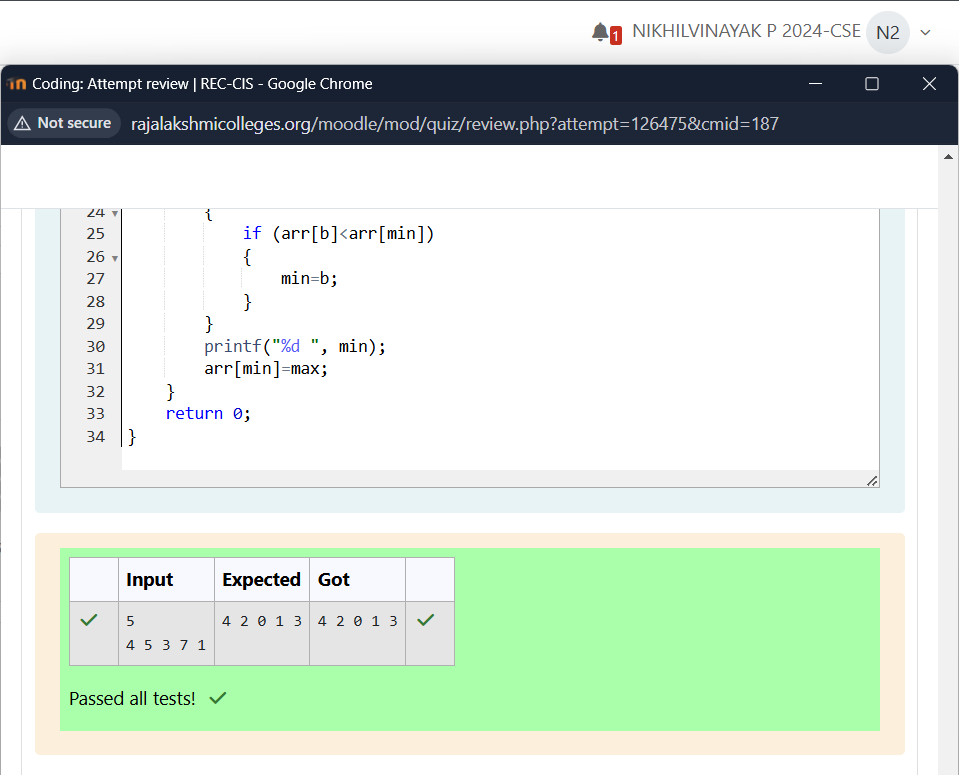 1 NIKHILVINAYAK P 2024-CSE N2
Coding: Attempt review | REC-CIS - Google Chrome
Not secure rajalakshmicolleges.org/moodle/mod/quiz/review.php?attempt=126475&cmid=187
24 {
25 if (arr[b]<arr[min])
26 {
27 min=b;
28 }
29 }
30 printf("%d ", min);
31 arr[min]=max;
32 }
33 return 0;
34 }
Input Expected Got
5 4 2 0 1 3 4 2 0 1 3
4 5 3 7 1
Passed all tests!